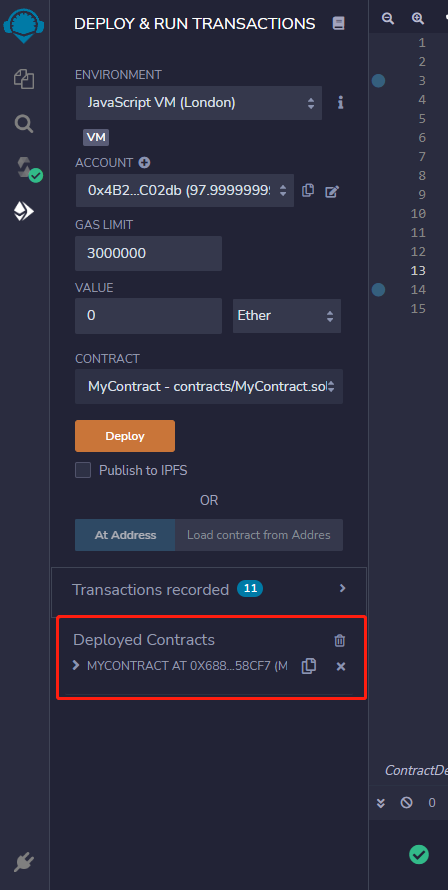 DEPLOY & RUN TRANSACTIONS
ENVIRONMENT
JavaScript VM (London)
VM
ACCOUNT
0x4B2...C02db (97.9999999
GAS LIMIT
3000000
VALUE
0
Ether
CONTRACT
MyContract - contracts/MyContract.sol
Deploy
Publish to IPFS
OR
At Address
Load contract from Addres
Transactions recorded 11
Deployed Contracts
MYCONTRACT AT 0X688...58CF7 (M
1
2
3
4
5
6
7
8
9
10
11
12
13
14
15
ContractDe
0